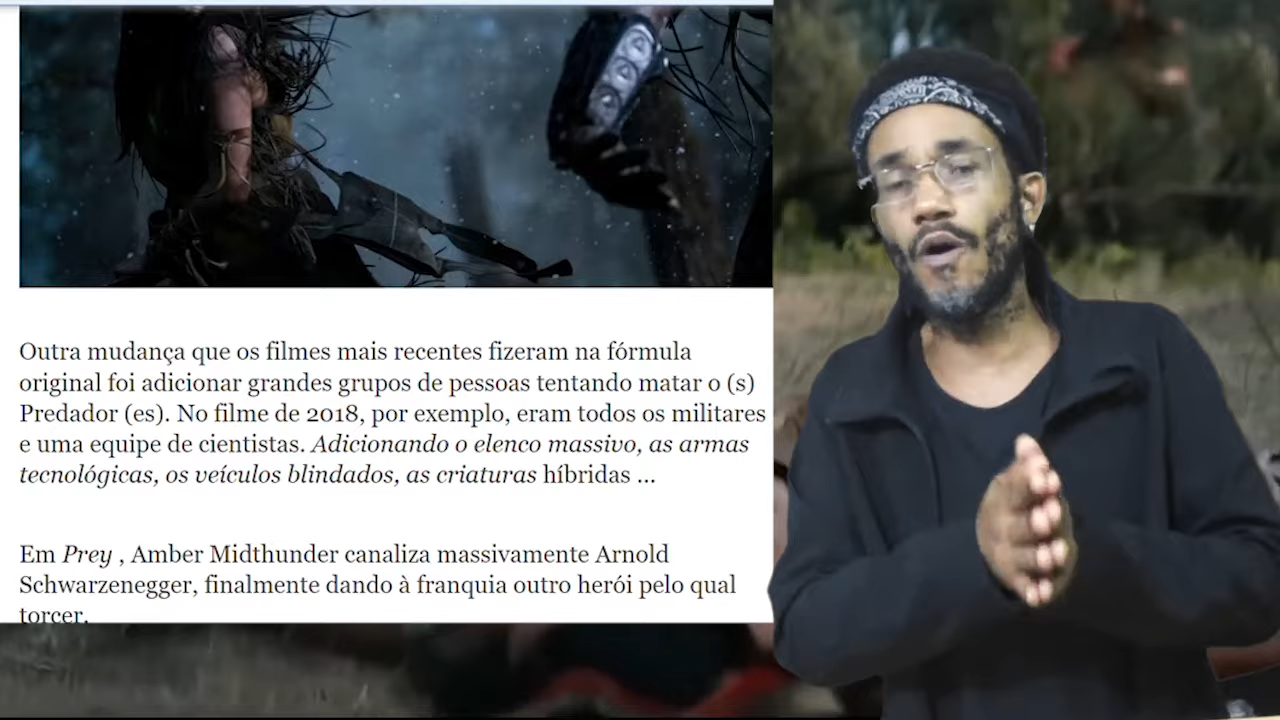 Outra mudança que os filmes mais recentes fizeram na fórmula
original foi adicionar grandes grupos de pessoas tentando matar o (s)
Predador (es). No filme de 2018, por exemplo, eram todos os militares
e uma equipe de cientistas. Adicionando o elenco massivo, as armas
tecnológicas, os veículos blindados, as criaturas híbridas ...
Em Prey , Amber Midthunder canaliza massivamente Arnold
Schwarzenegger, finalmente dando à franquia outro herói pelo qual
torcer.